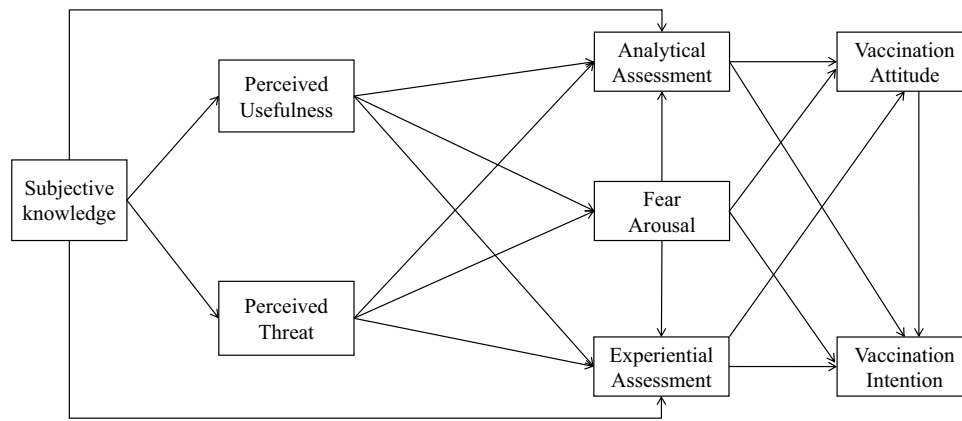 Analytical
Assessment
Vaccination
Attitude
Perceived
Usefulness
Subjective
knowledge
Fear
Arousal
Perceived
Threat
Experiential
Assessment
Vaccination
Intention